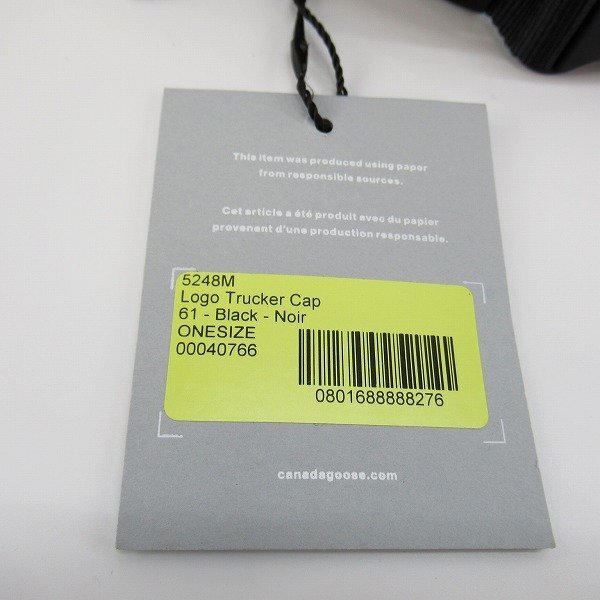 This item was produced using paper
from responsible sources.
Cet article a été produit avec du papier
provenant d'une production responsable.
5248M
Logo Trucker Cap
61 - Black - Noir
ONESIZE
00040766
0801688888276
canadagoose.com